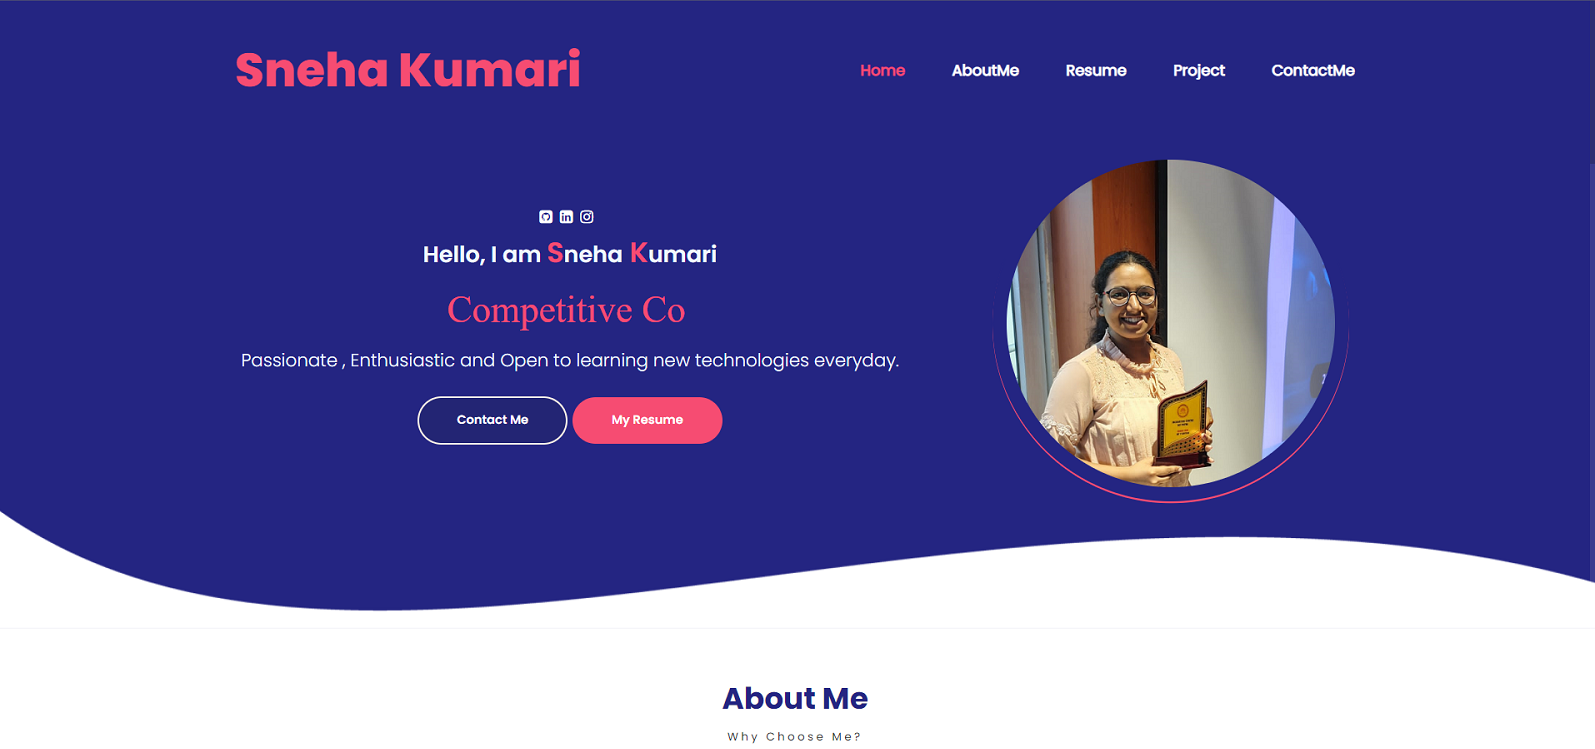 Sneha Kumari
Home AboutMe Resume Project ContactMe
Hello, I am Sneha Kumari
Competitive Co
Passionate , Enthusiastic and Open to learning new technologies everyday.
Contact Me My Resume
About Me
Why Choose Me?